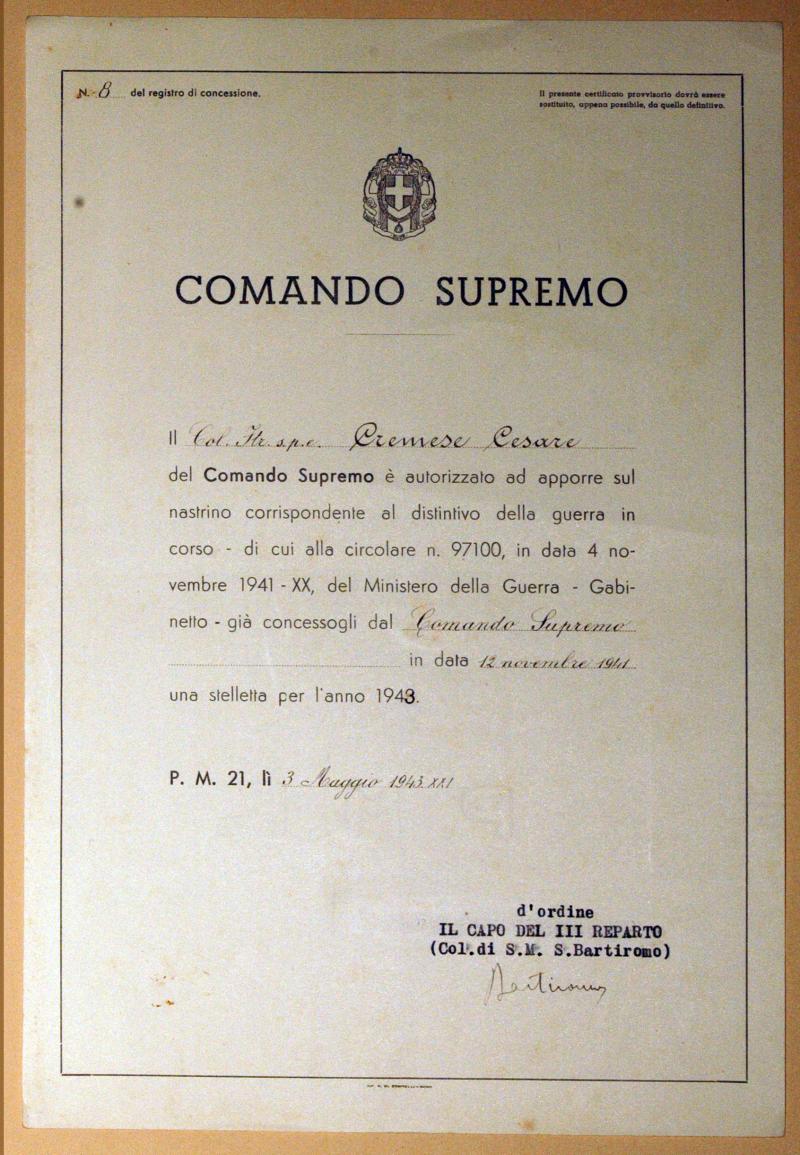 N. 8 del registro di concessione.
Il presente certificato provvisorio dovrà essere
sostituito, appena possibile, da quello definitivo.
COMANDO SUPREMO
Il Col. Ftr. s.p.e. Cremese Cesare
del Comando Supremo è autorizzato ad apporre sul
nastrino corrispondente al distintivo della guerra in
corso - di cui alla circolare n. 97100, in data 4 no-
vembre 1941 - XX, del Ministero della Guerra - Gabi-
netto - già concessogli dal Comando Supremo
in data 12 novembre 1941
una stelletta per l'anno 1943.
P. M. 21, lì 3 Maggio 1943 XXI
d'ordine
IL CAPO DEL III REPARTO
(Col.di S.M. S.Bartiromo)
Bartiromo